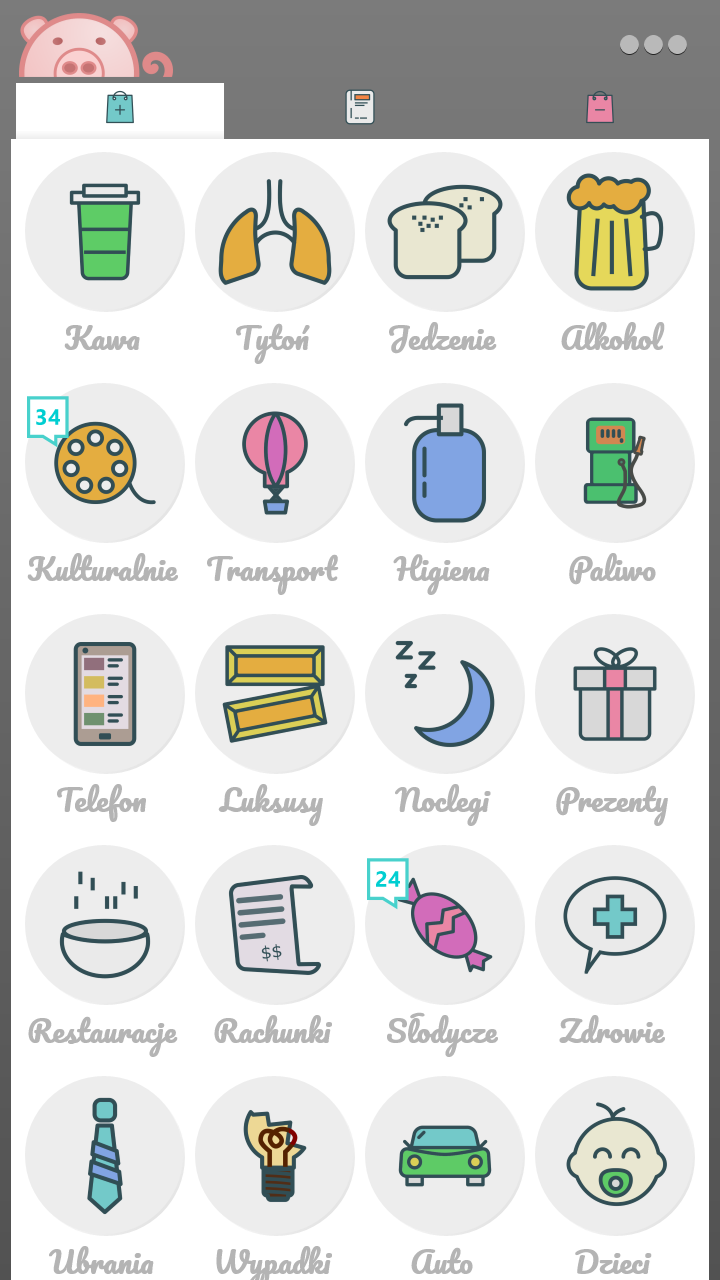 Kawa Tytoń Jedzenie Alkohol
34
Kulturalnie Transport Higiena Paliwo
Z Z
Z
Telefon Luksusy Noclegi Prezenty
24
$$
Restauracje Rachunki Słodycze Zdrowie
Ubrania Wypadki Auto Dzieci